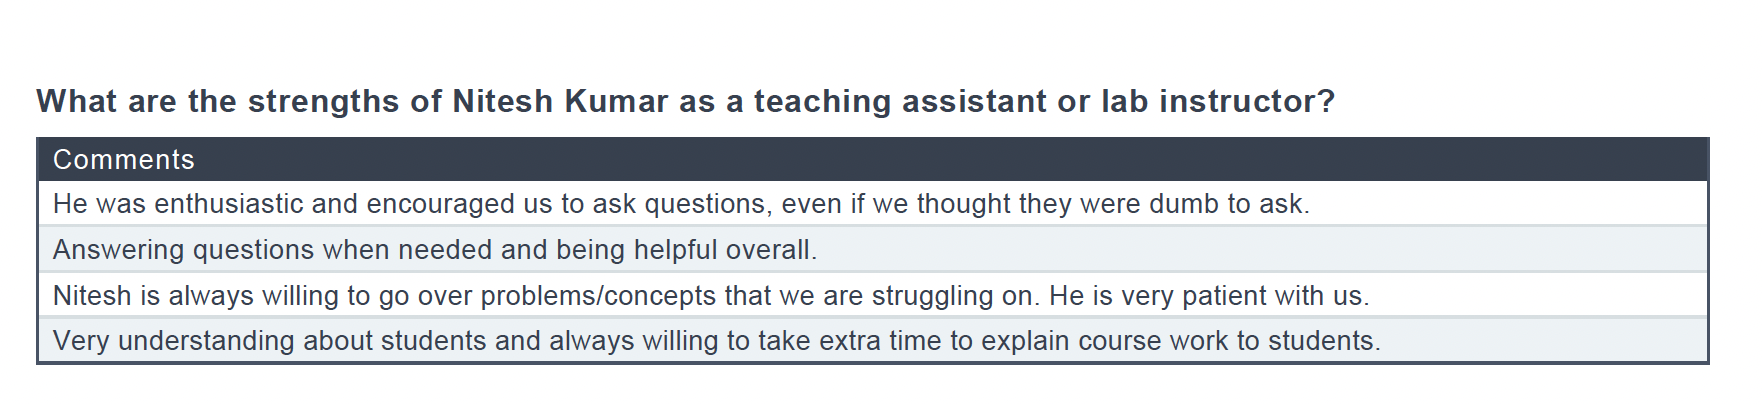 What are the strengths of Nitesh Kumar as a teaching assistant or lab instructor?
Comments
He was enthusiastic and encouraged us to ask questions, even if we thought they were dumb to ask.
Answering questions when needed and being helpful overall.
Nitesh is always willing to go over problems/concepts that we are struggling on. He is very patient with us.
Very understanding about students and always willing to take extra time to explain course work to students.